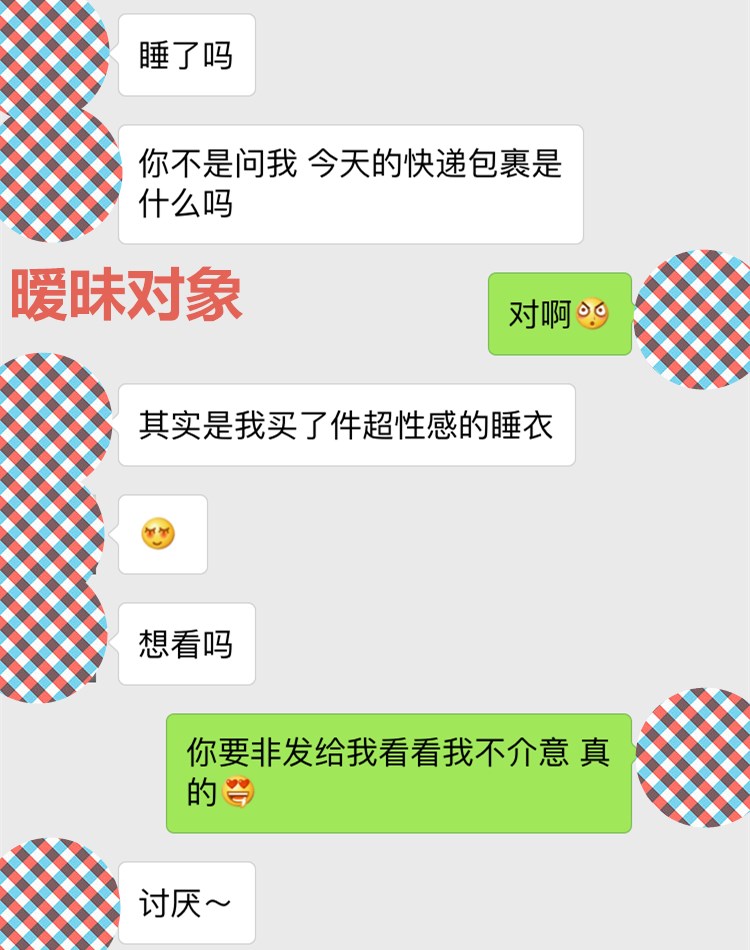 睡了吗
你不是问我 今天的快递包裹是
什么吗
暧昧对象
对啊
其实是我买了件超性感的睡衣
想看吗
你要非发给我看看我不介意 真
的
讨厌～